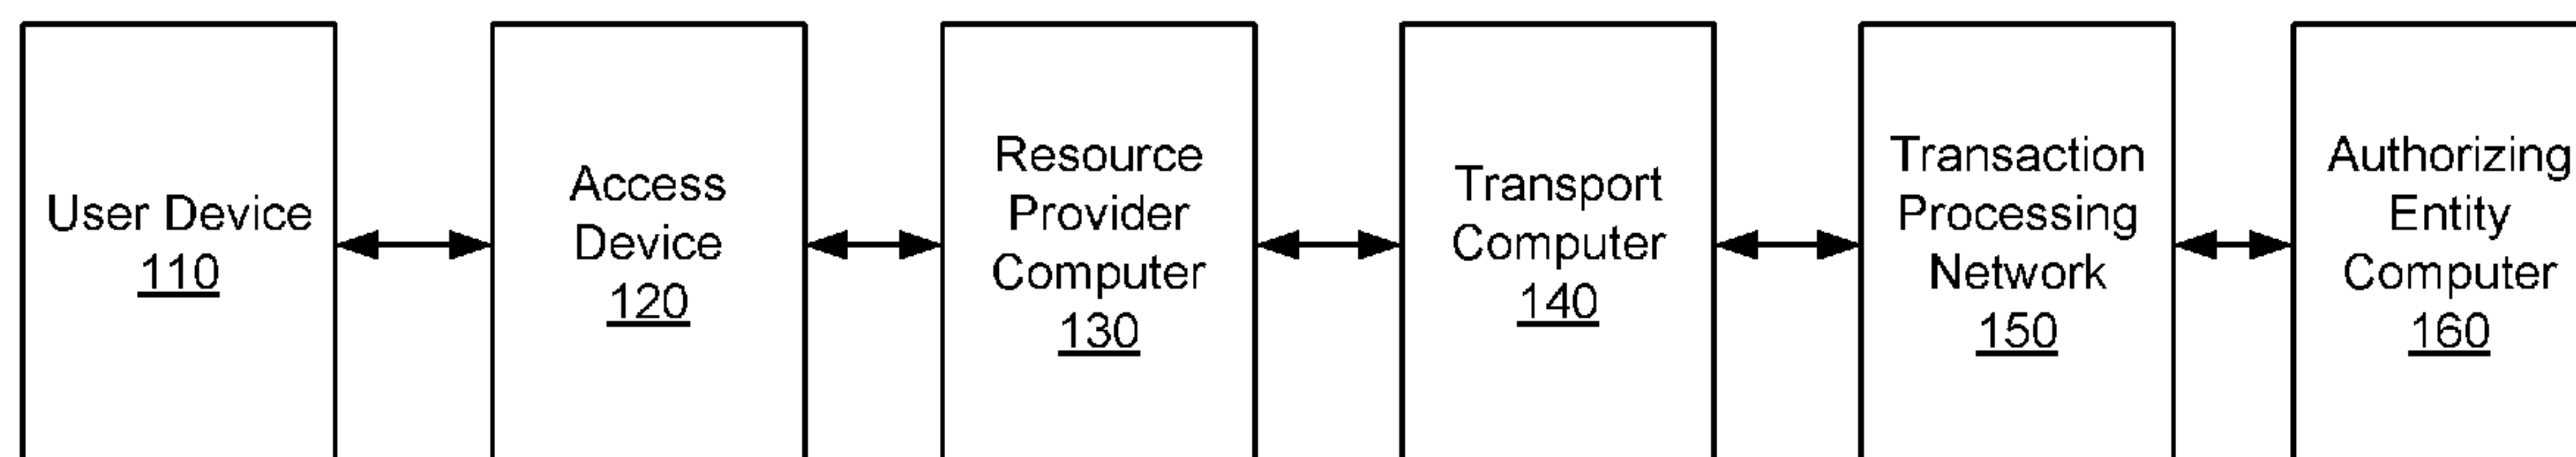 User Device
110
Access
Device
120
Resource
Provider
Computer
130
Transport
Computer
140
Transaction
Processing
Network
150
Authorizing
Entity
Computer
160